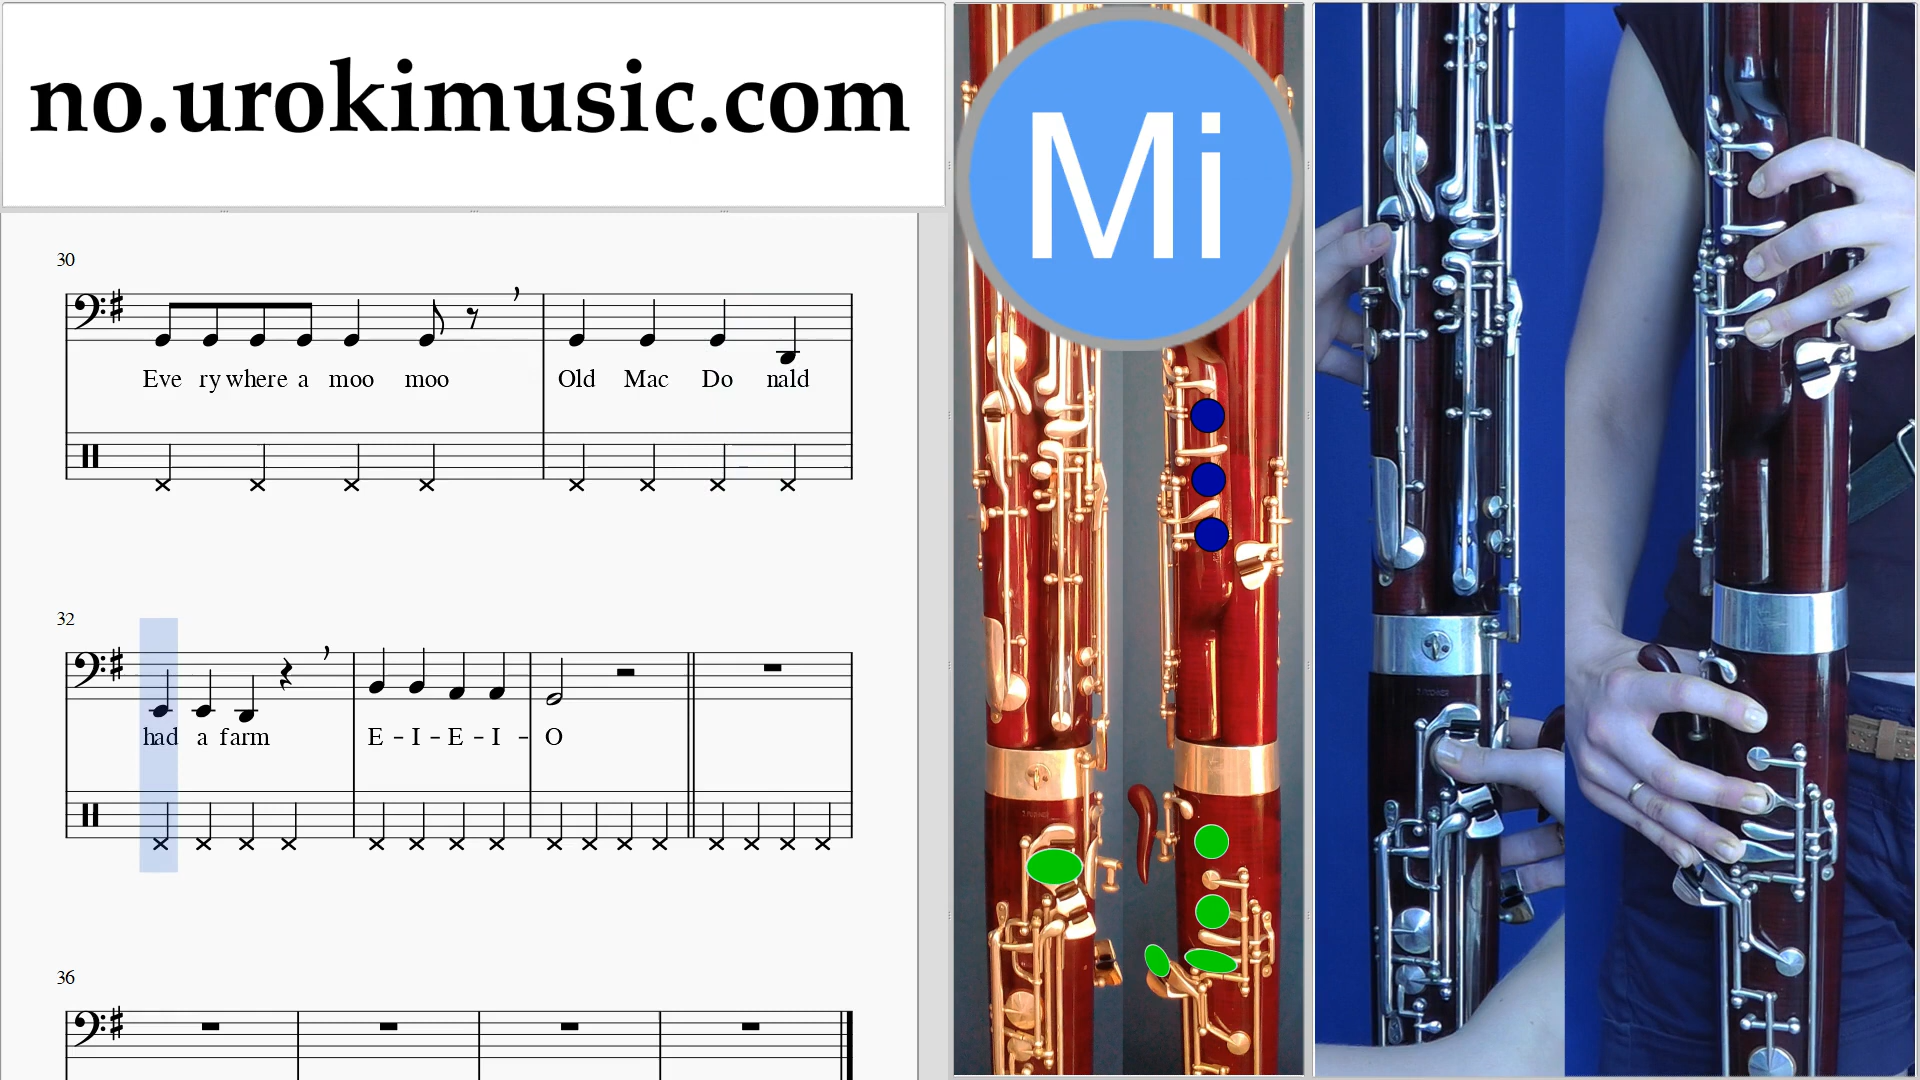 no.urokimusic.com
Mi
30
Eve ry where a moo moo Old Mac Do nald
32
had a farm E - I - E - I - O
36